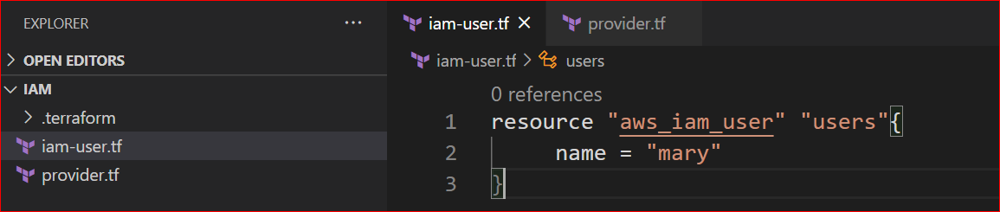 EXPLORER ...
OPEN EDITORS
IAM
.terraform
iam-user.tf
provider.tf
iam-user.tf provider.tf
iam-user.tf > users
0 references
1 resource "aws_iam_user" "users"{
2 name = "mary"
3 }